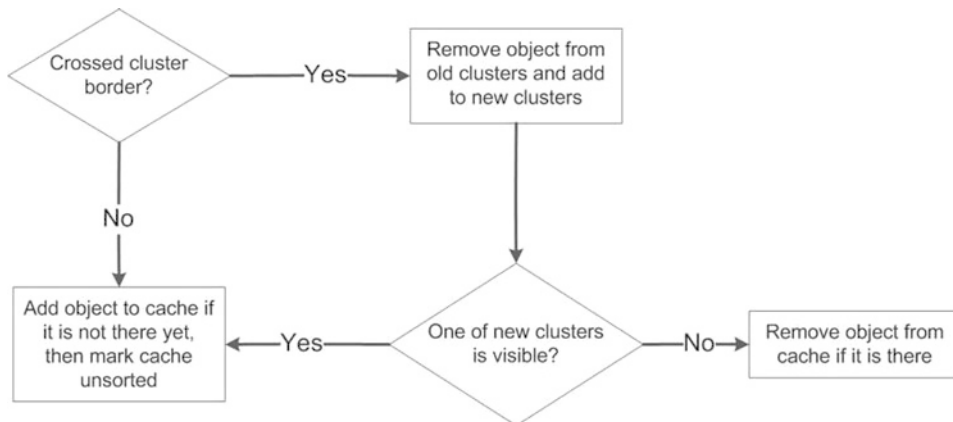 Crossed cluster
border?
Yes
Remove object from
old clusters and add
to new clusters
No
Add object to cache if
it is not there yet,
then mark cache
unsorted
Yes
One of new clusters
is visible?
No
Remove object from
cache if it is there